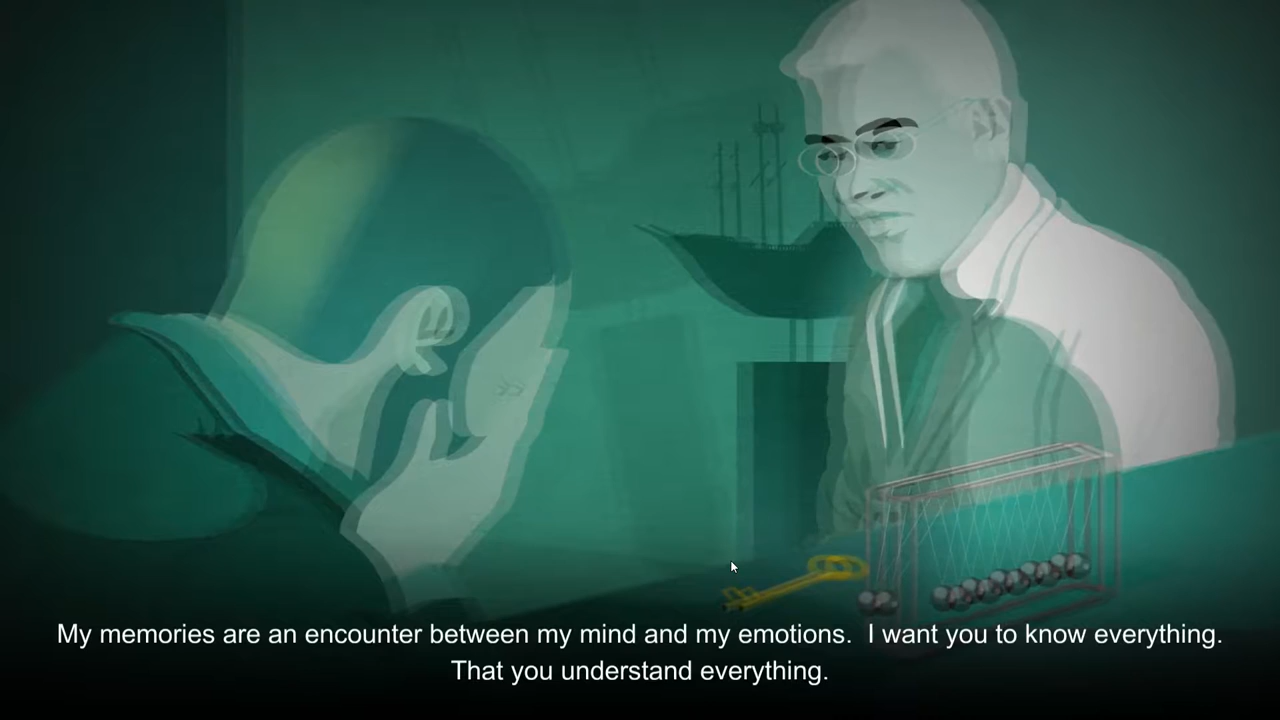 My memories are an encounter between my mind and my emotions.  I want you to know everything.
That you understand everything.